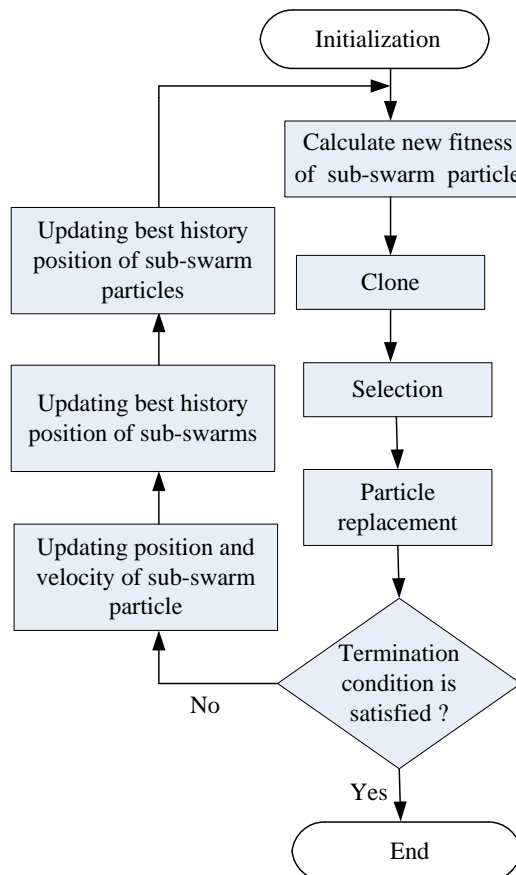 Initialization
Calculate new fitness
of sub-swarm particle
Clone
Selection
Particle
replacement
Termination
condition is
satisfied ?
No
Updating position and
velocity of sub-swarm
particle
Updating best history
position of sub-swarms
Updating best history
position of sub-swarm
particles
Yes
End